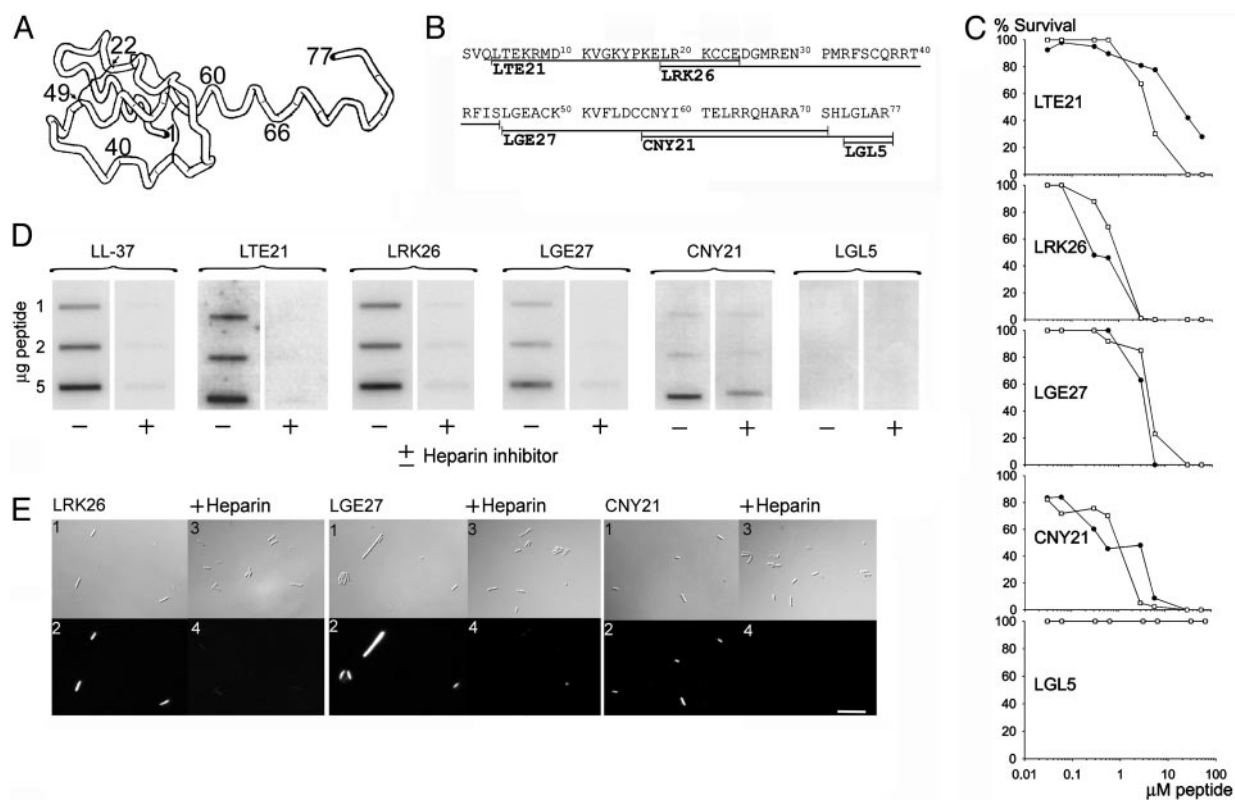 A
22
77
60
49
1
66
40
B
SVQLTEKRMD10 KVGKYPKELR20 KCCEDGMREN30 PMRFSCQRRT40
LTE21
LRK26
RFISLGEACK50 KVFLDCCNYI60 TELRRQHARA70 SHLGLAR77
LGE27
CNY21
LGL5
C
% Survival
100
80
60
40
20
0
LTE21
100
80
60
40
20
0
LRK26
100
80
60
40
20
0
LGE27
100
80
60
40
20
0
CNY21
100
80
60
40
20
0
LGL5
0.01 0.1 1 10 100
µM peptide
D
LL-37 LTE21 LRK26 LGE27 CNY21 LGL5
µg peptide
1
2
5
− + − + − + − + − + − +
± Heparin inhibitor
E
LRK26 +Heparin LGE27 +Heparin CNY21 +Heparin
1 3 1 3 1 3
2 4 2 4 2 4